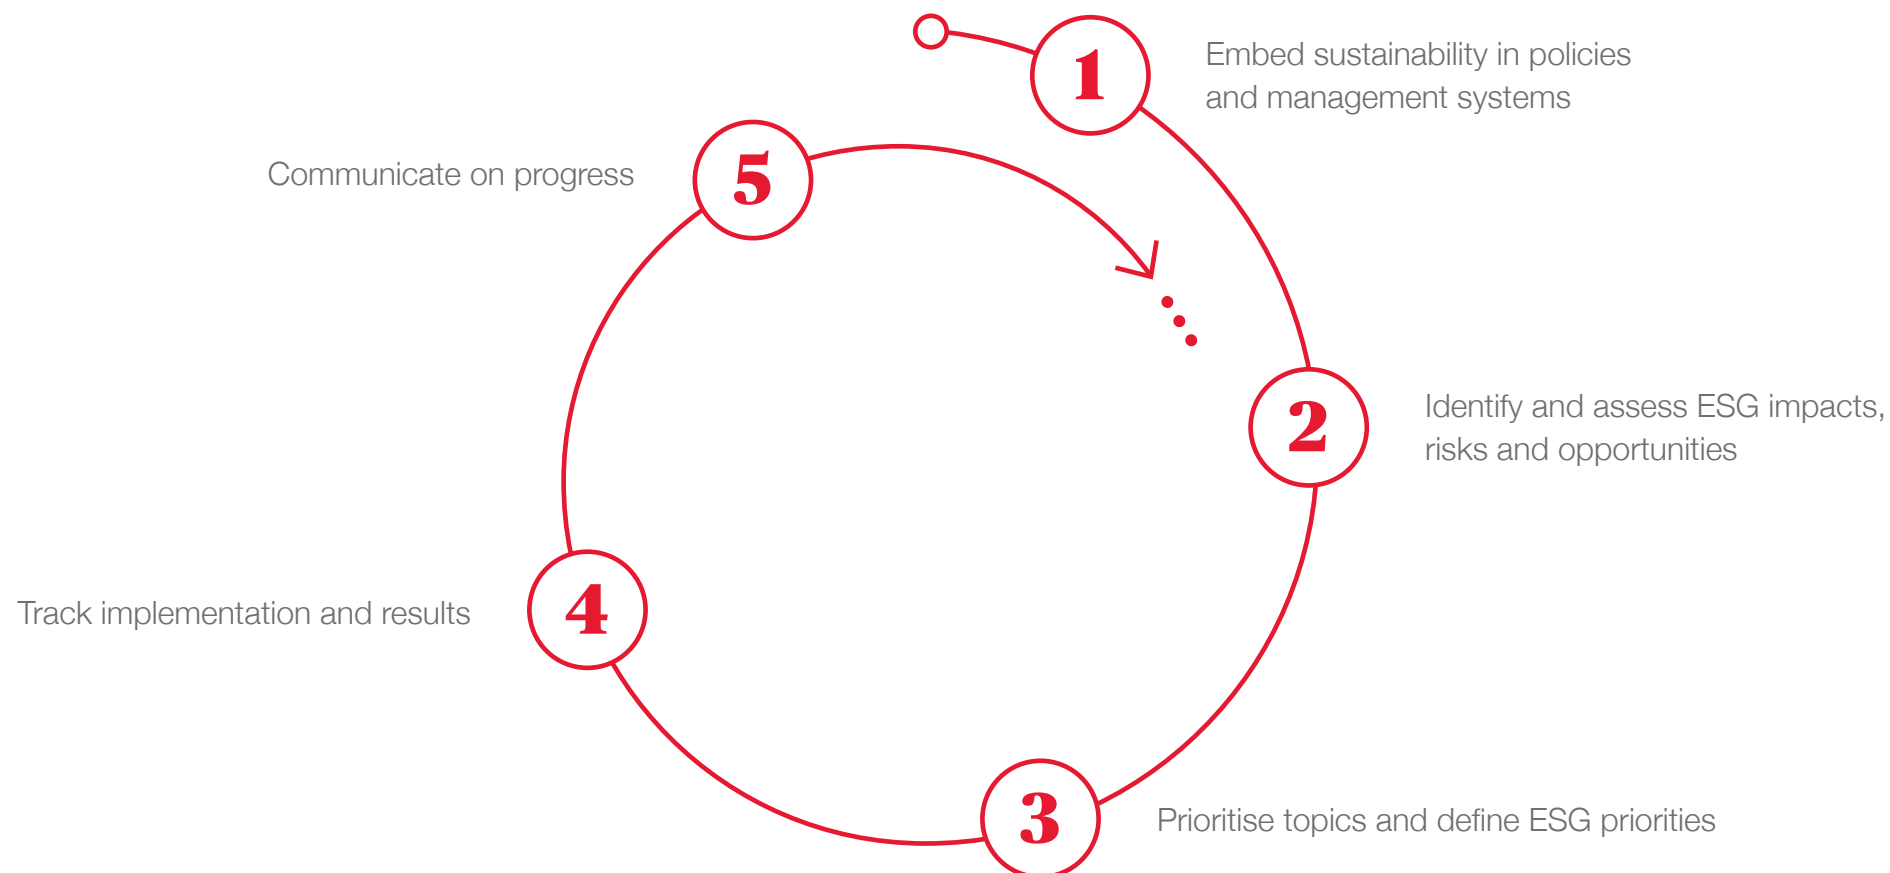 1
Embed sustainability in policies
and management systems
2
Identify and assess ESG impacts,
risks and opportunities
3
Prioritise topics and define ESG priorities
4
Track implementation and results
5
Communicate on progress